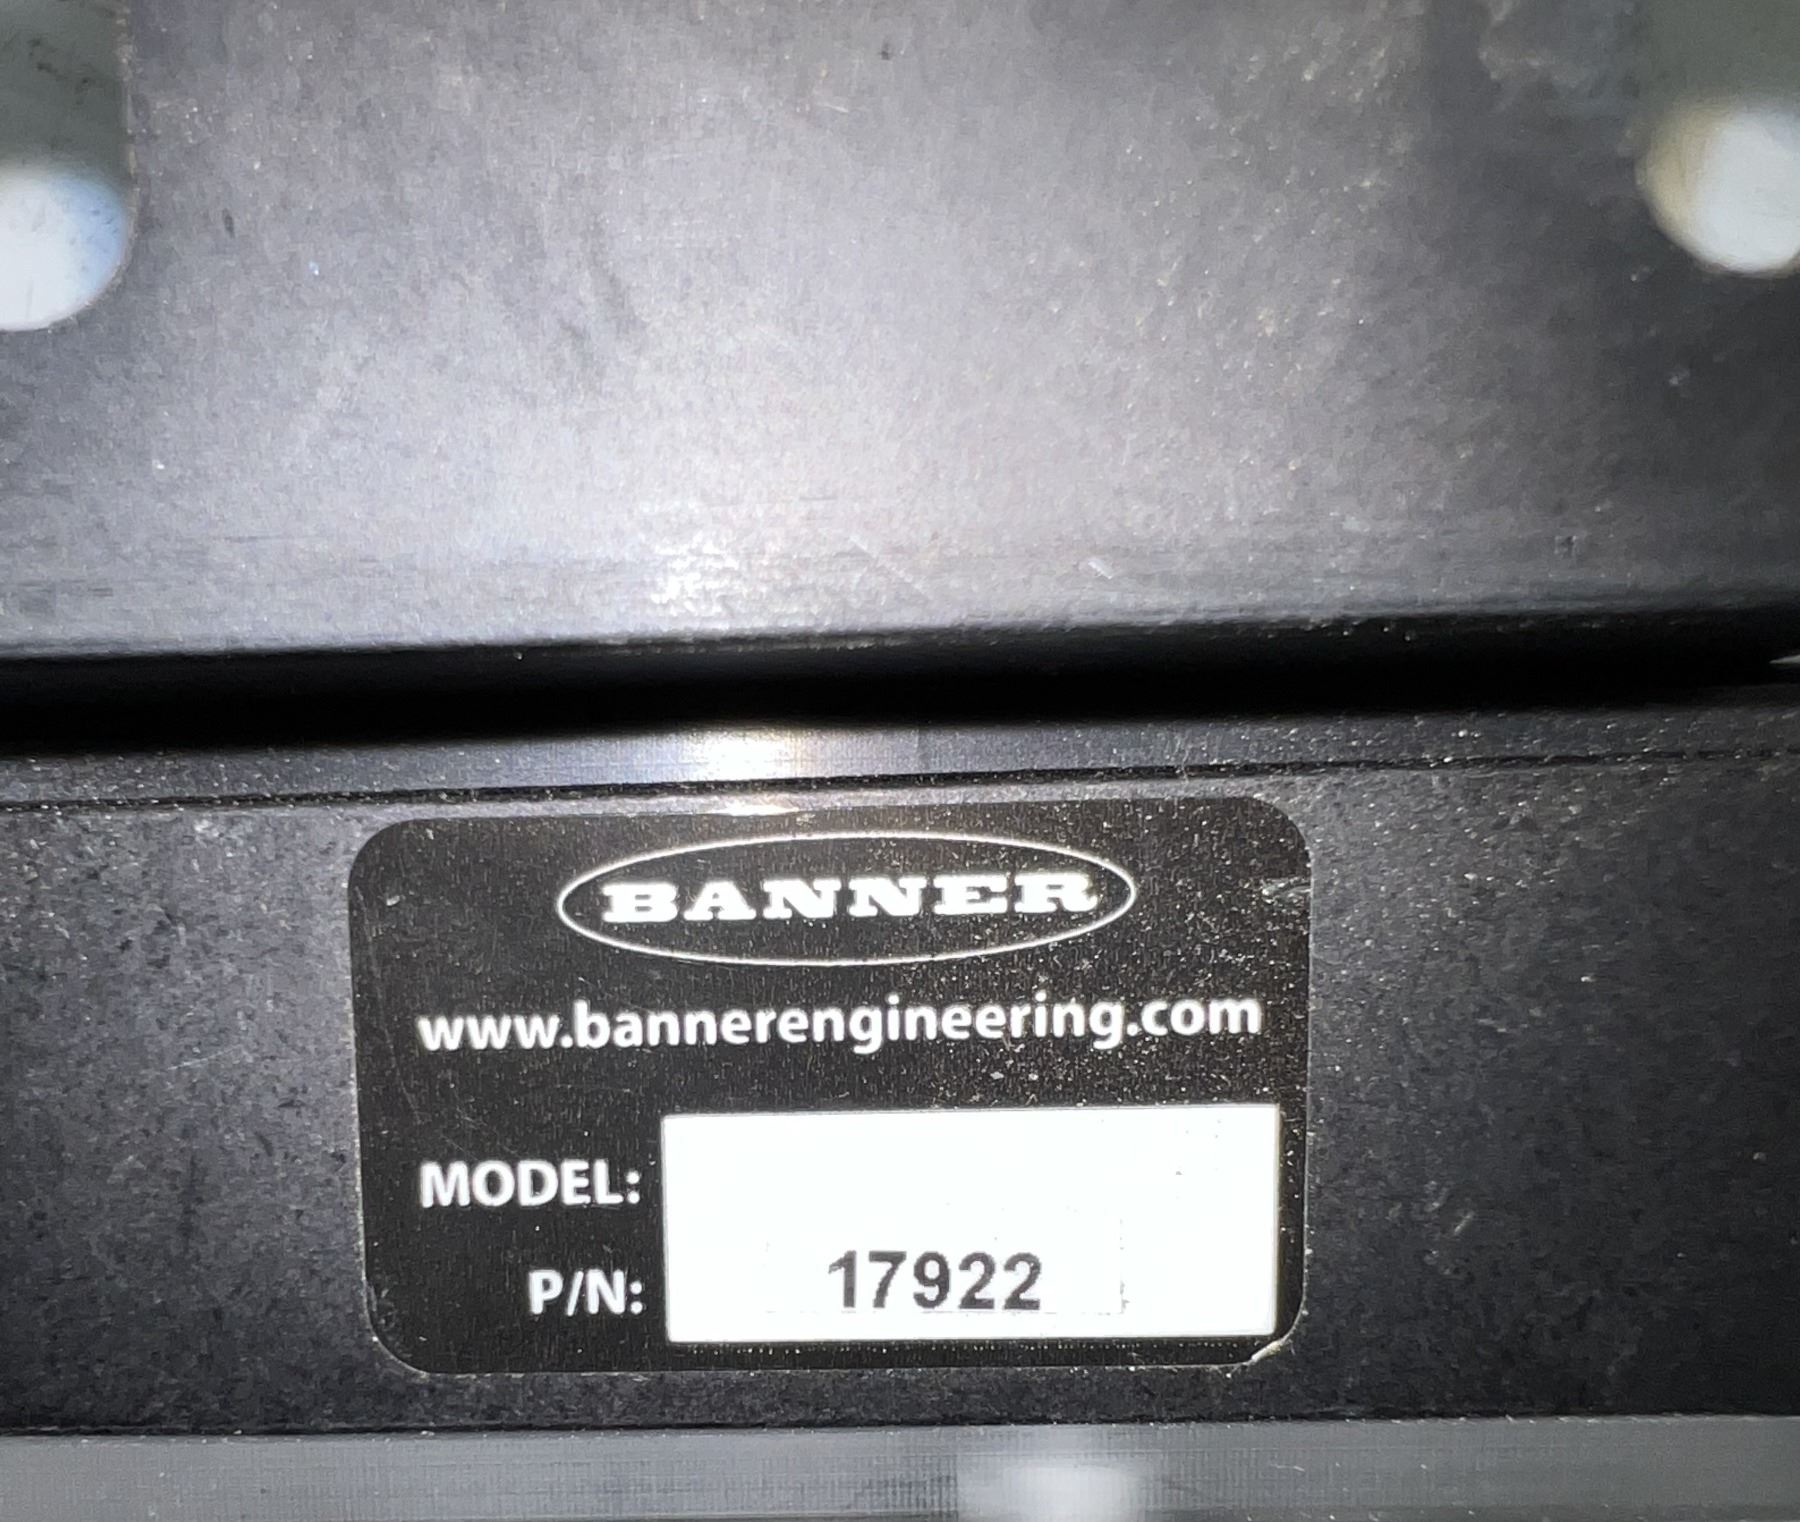 BANNER
www.bannerengineering.com
MODEL:
P/N: 17922